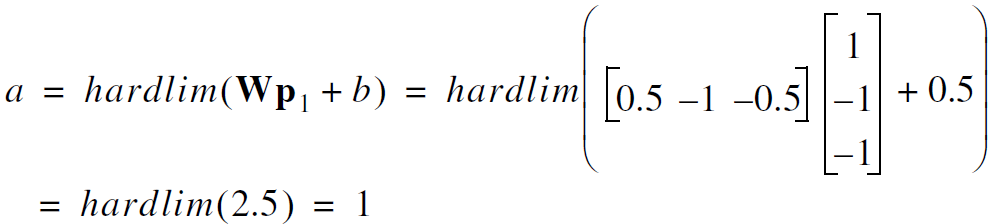 a = hardlim(Wp₁ + b) = hardlim([0.5 –1 –0.5] [1 –1 –1] + 0.5)
= hardlim(2.5) = 1